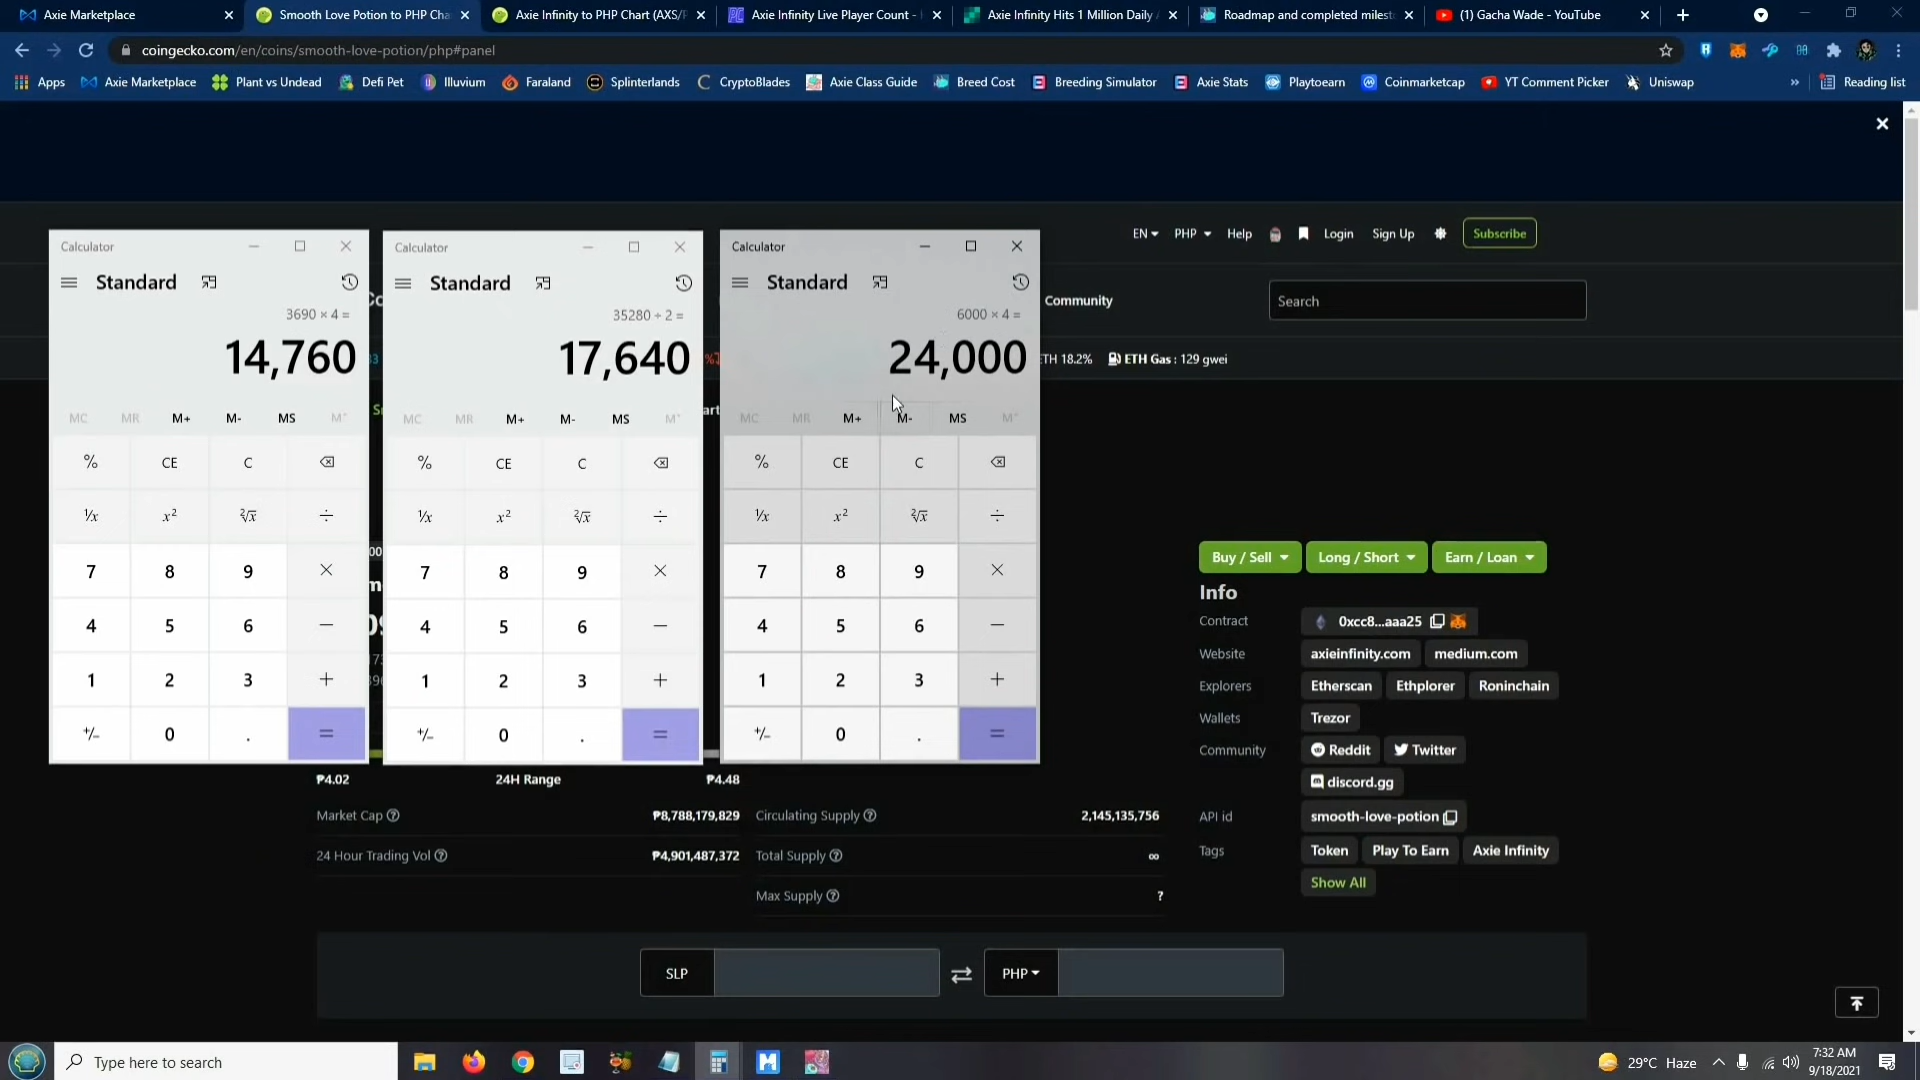 Axie Marketplace
Smooth Love Potion to PHP Cha
Axie Infinity to PHP Chart (AXS/P
Axie Infinity Live Player Count -
Axie Infinity Hits 1 Million Daily
Roadmap and completed milest
(1) Gacha Wade - YouTube
coingecko.com/en/coins/smooth-love-potion/php#panel
Apps
Axie Marketplace
Plant vs Undead
Defi Pet
Illuvium
Faraland
Splinterlands
CryptoBlades
Axie Class Guide
Breed Cost
Breeding Simulator
Axie Stats
Playtoearn
Coinmarketcap
YT Comment Picker
Uniswap
»
Reading list
EN
PHP
Help
Login
Sign Up
Subscribe
Community
Search
ETH 18.2%
ETH Gas : 129 gwei
Calculator
Standard
3690 × 4 =
14,760
MC MR M+ M- MS M˅
% CE C
¹/x x² ²√x ÷
7 8 9 ×
4 5 6 −
1 2 3 +
+/− 0 . =
Calculator
Standard
35280 ÷ 2 =
17,640
MC MR M+ M- MS M˅
% CE C
¹/x x² ²√x ÷
7 8 9 ×
4 5 6 −
1 2 3 +
+/− 0 . =
Calculator
Standard
6000 × 4 =
24,000
MC MR M+ M- MS M˅
% CE C
¹/x x² ²√x ÷
7 8 9 ×
4 5 6 −
1 2 3 +
+/− 0 . =
₱4.02
24H Range
₱4.48
Market Cap
₱8,788,179,829
Circulating Supply
2,145,135,756
24 Hour Trading Vol
₱4,901,487,372
Total Supply
∞
Max Supply
?
Buy / Sell
Long / Short
Earn / Loan
Info
Contract
0xcc8...aaa25
Website
axieinfinity.com
medium.com
Explorers
Etherscan
Ethplorer
Roninchain
Wallets
Trezor
Community
Reddit
Twitter
discord.gg
API id
smooth-love-potion
Tags
Token
Play To Earn
Axie Infinity
Show All
SLP
PHP
Type here to search
29°C Haze
7:32 AM
9/18/2021